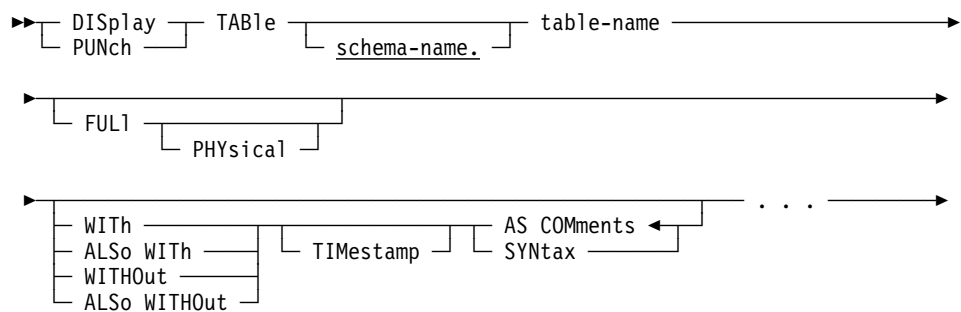 DISplay TABle table-name
PUNch schema-name.
FULl
PHYsical
WITh AS COMments . . .
ALSo WITh TIMestamp SYNtax
WITHOut
ALSo WITHOut